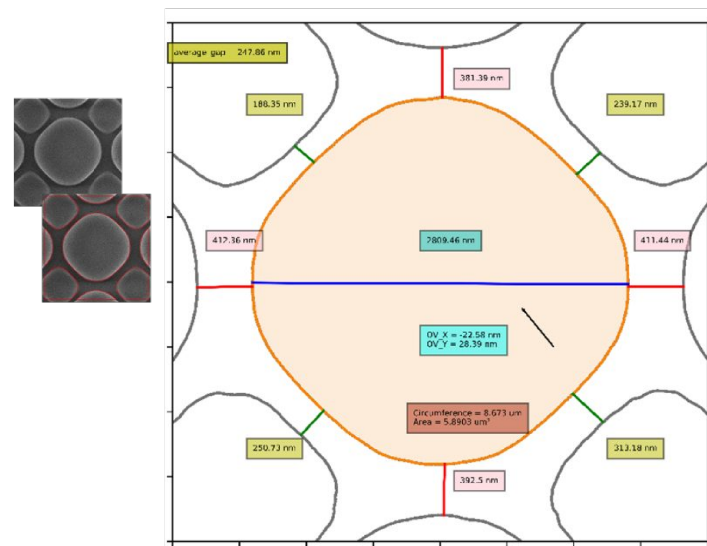 average_gap   247.86 nm
381.39 nm
188.35 nm
239.17 nm
412.36 nm
2809.46 nm
411.44 nm
OV_X = -22.58 nm
OV_Y = 28.39 nm
Circumference = 8.673 um
Area = 5.8903 um²
250.73 nm
313.18 nm
392.5 nm